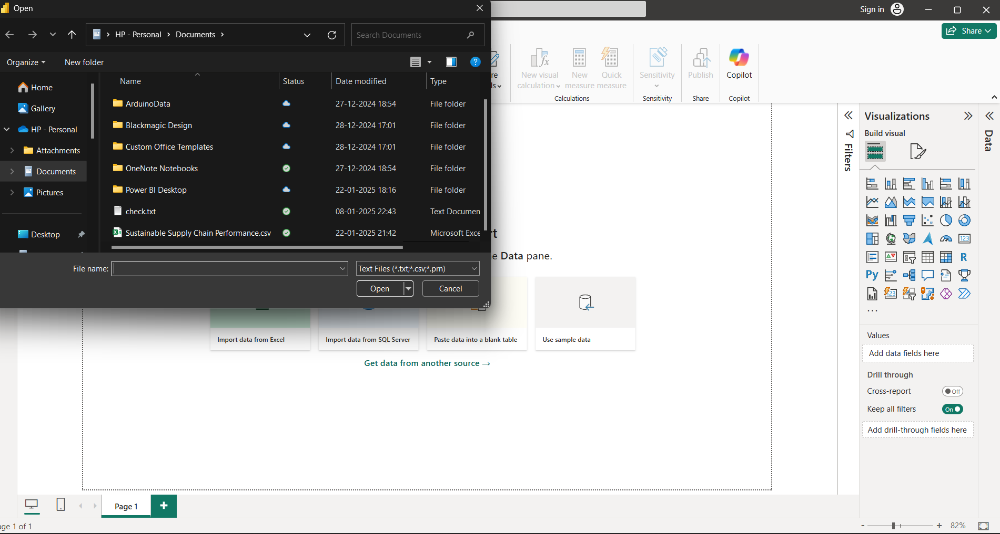 Open
Sign in
Share
HP - Personal
Documents
Search Documents
Organize
New folder
Name
Status
Date modified
Type
Home
Gallery
HP - Personal
Attachments
Documents
Pictures
Desktop
ArduinoData 27-12-2024 18:54 File folder
Blackmagic Design 28-12-2024 17:01 File folder
Custom Office Templates 28-12-2024 17:01 File folder
OneNote Notebooks 27-12-2024 18:54 File folder
Power BI Desktop 22-01-2025 18:16 File folder
check.txt 08-01-2025 22:43 Text Documen
Sustainable Supply Chain Performance.csv 22-01-2025 21:42 Microsoft Exce
File name:
Text Files (*.txt;*.csv;*.prn)
Open
Cancel
re
ls
New visual
calculation
New
measure
Quick
measure
Sensitivity
Publish
Copilot
Calculations
Sensitivity
Share
Copilot
rt
e Data pane.
Import data from Excel
Import data from SQL Server
Paste data into a blank table
Use sample data
Get data from another source →
Filters
Visualizations
Build visual
123
R
Py
123
...
Values
Add data fields here
Drill through
Cross-report
Off
Keep all filters
On
Add drill-through fields here
Data
Page 1
age 1 of 1
- + 82%